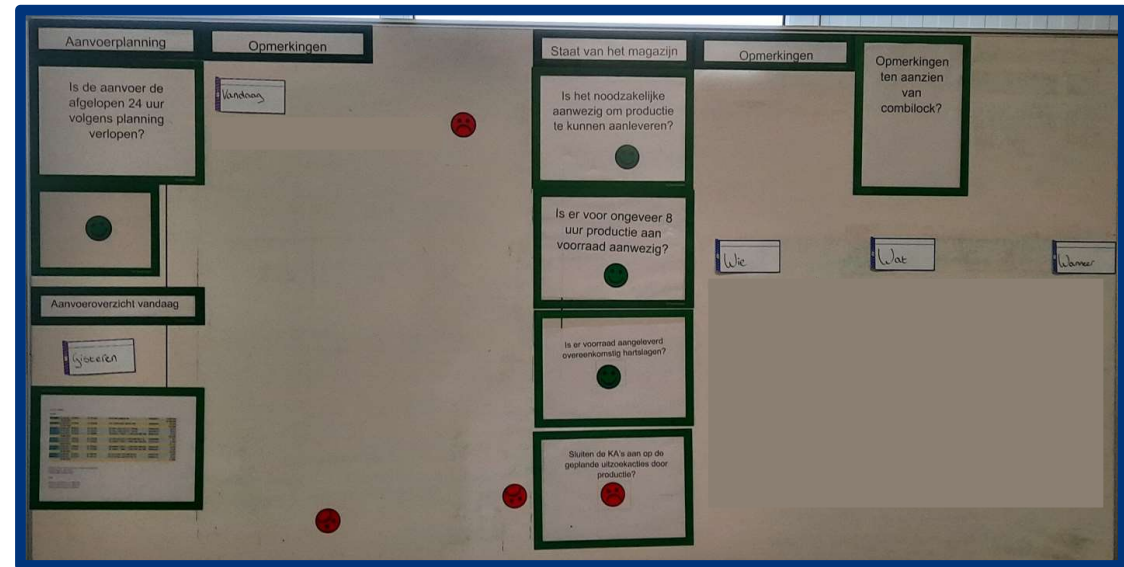 Aanvoerplanning
Opmerkingen
Is de aanvoer de
afgelopen 24 uur
volgens planning
verlopen?
Vandaag
Aanvoeroverzicht vandaag
Gisteren
Staat van het magazijn
Opmerkingen
Opmerkingen
ten aanzien
van
combilock?
Is het noodzakelijke
aanwezig om productie
te kunnen aanleveren?
Is er voor ongeveer 8
uur productie aan
voorraad aanwezig?
Wie
Wat
Wanneer
Is er voorraad aangeleverd
overeenkomstig hartslagen?
Sluiten de KA's aan op de
geplande uitzoekacties door
productie?